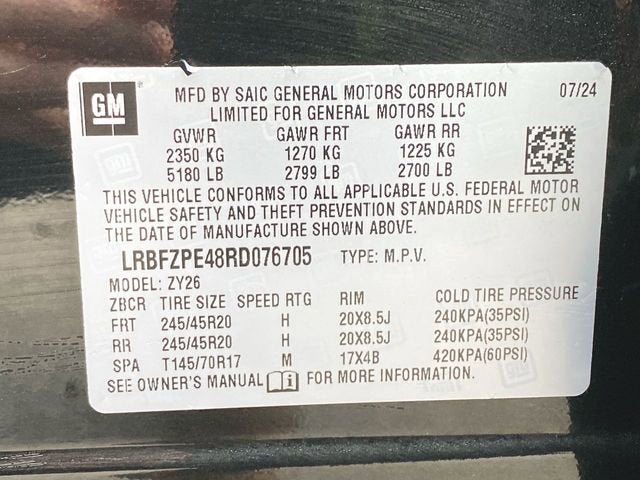 GM
MFD BY SAIC GENERAL MOTORS CORPORATION 07/24
LIMITED FOR GENERAL MOTORS LLC
GVWR GAWR FRT GAWR RR
2350 KG 1270 KG 1225 KG
5180 LB 2799 LB 2700 LB
THIS VEHICLE CONFORMS TO ALL APPLICABLE U.S. FEDERAL MOTOR
VEHICLE SAFETY AND THEFT PREVENTION STANDARDS IN EFFECT ON
THE DATE OF MANUFACTURE SHOWN ABOVE.
LRBFZPE48RD076705 TYPE: M.P.V.
MODEL: ZY26
ZBCR TIRE SIZE SPEED RTG RIM COLD TIRE PRESSURE
FRT 245/45R20 H 20X8.5J 240KPA(35PSI)
RR 245/45R20 H 20X8.5J 240KPA(35PSI)
SPA T145/70R17 M 17X4B 420KPA(60PSI)
SEE OWNER'S MANUAL FOR MORE INFORMATION.